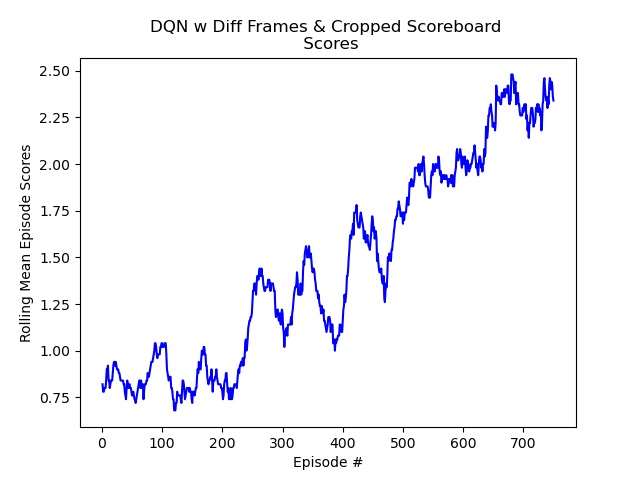 DQN w Diff Frames & Cropped Scoreboard
Scores
Rolling Mean Episode Scores
2.50
2.25
2.00
1.75
1.50
1.25
1.00
0.75
0 100 200 300 400 500 600 700
Episode #